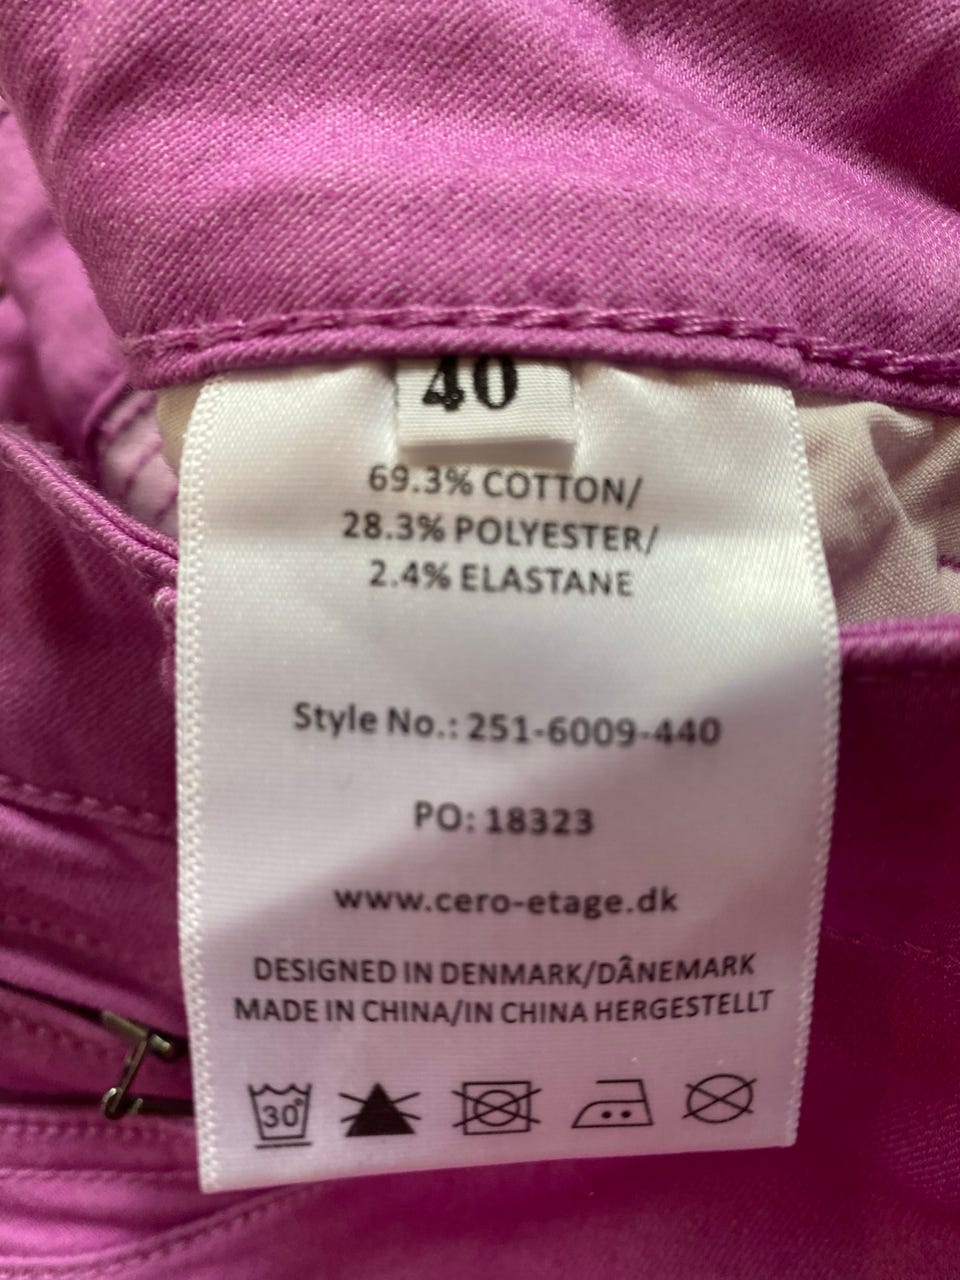 40
69.3% COTTON/
28.3% POLYESTER/
2.4% ELASTANE
Style No.: 251-6009-440
PO: 18323
www.cero-etage.dk
DESIGNED IN DENMARK/DÂNEMARK
MADE IN CHINA/IN CHINA HERGESTELLT
30°